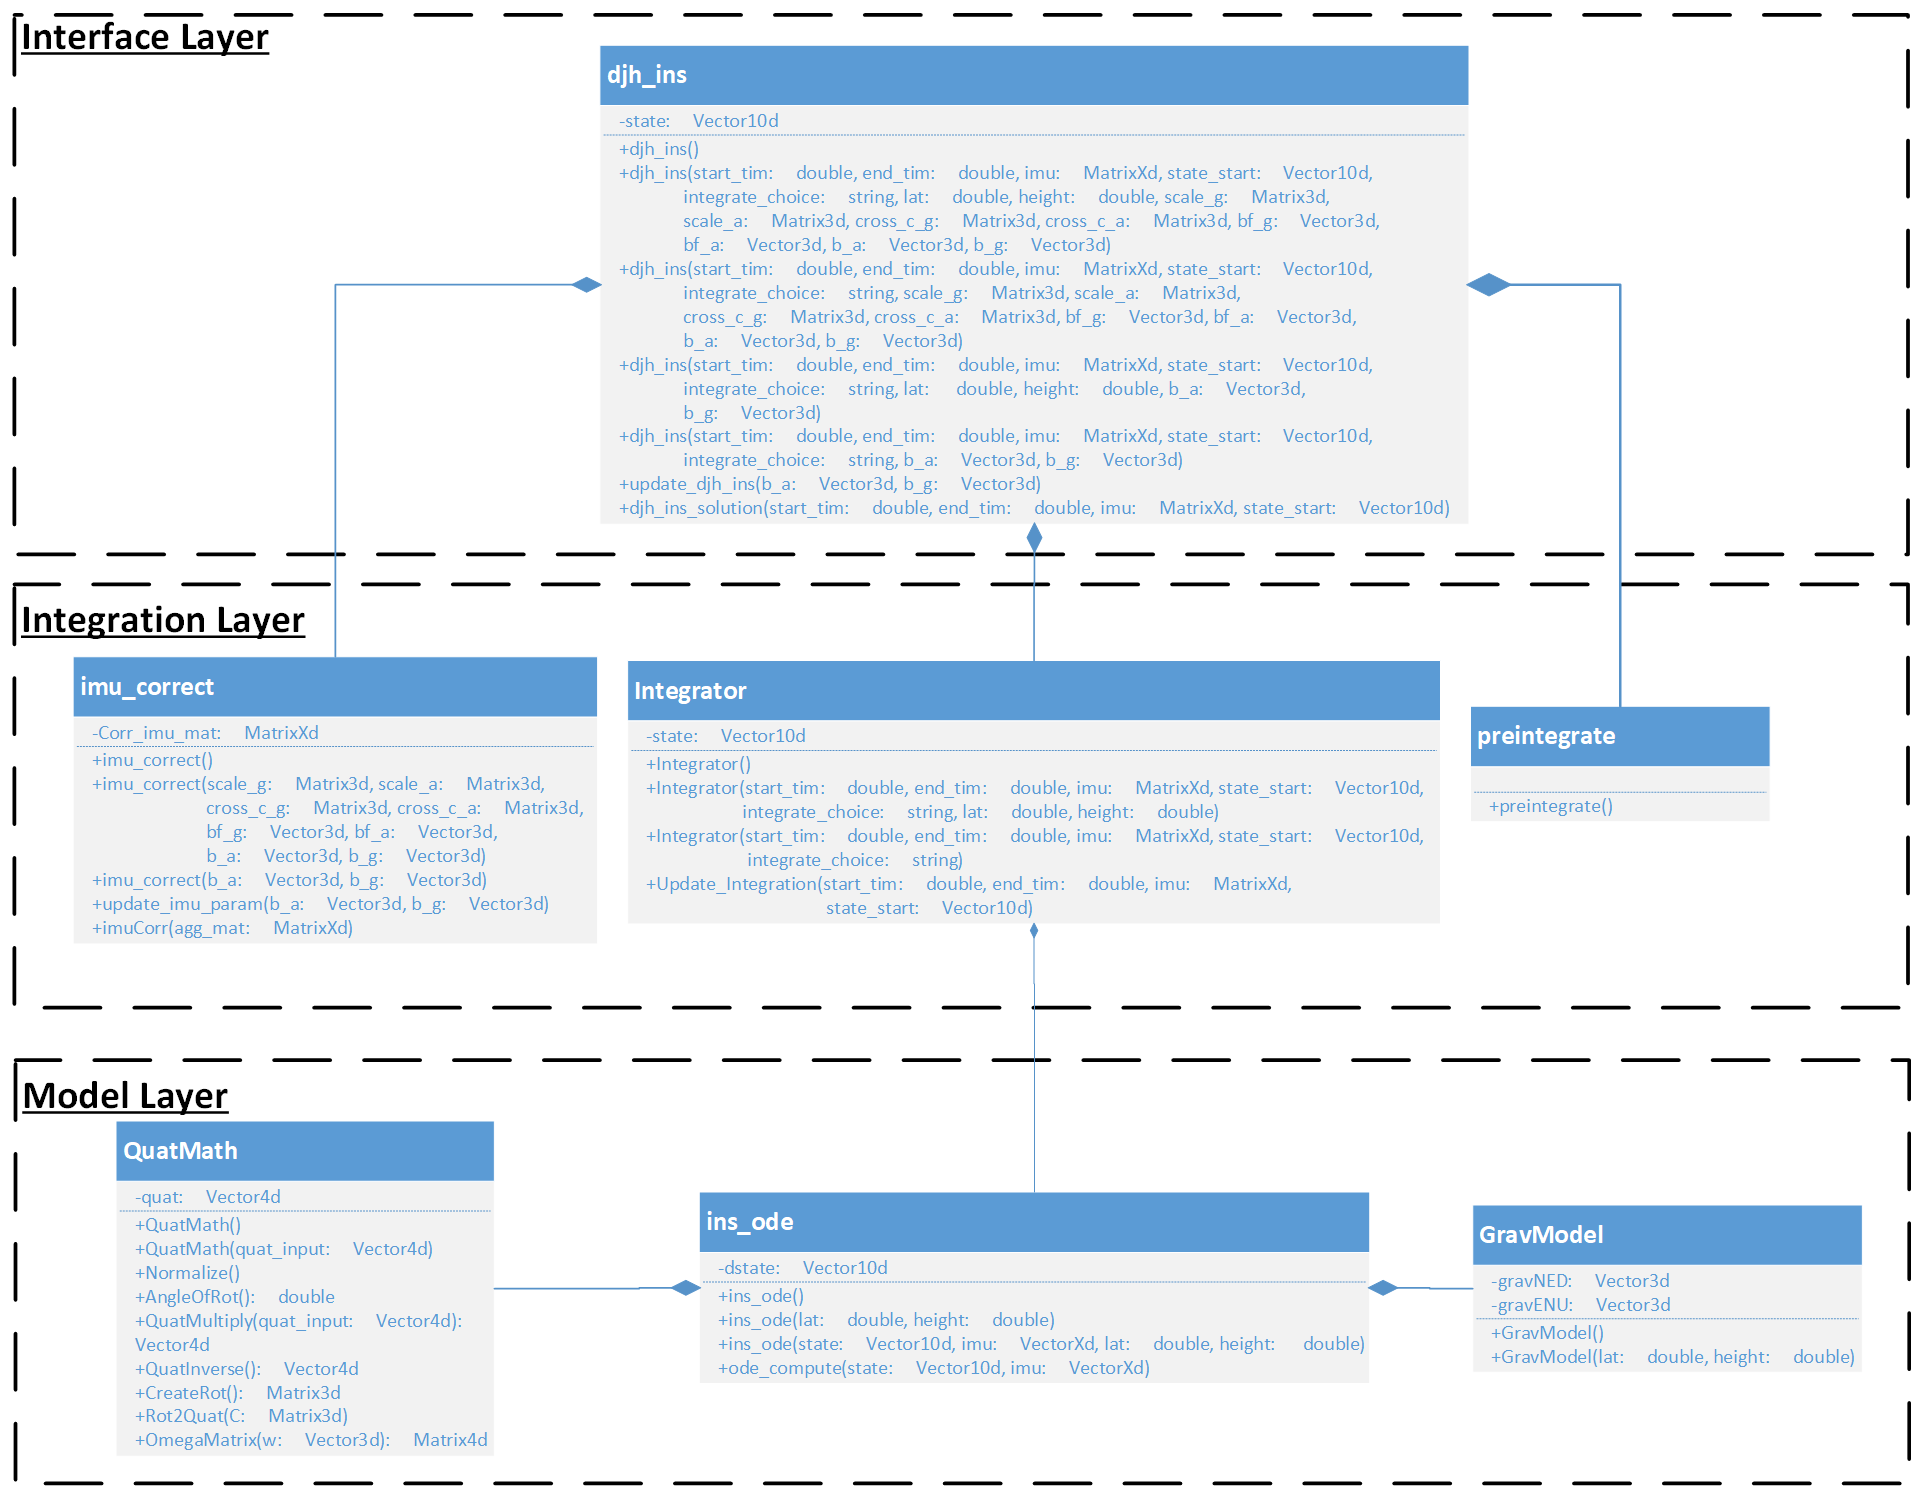 Interface Layer
djh_ins
-state: Vector10d
+djh_ins()
+djh_ins(start_tim: double, end_tim: double, imu: MatrixXd, state_start: Vector10d,
integrate_choice: string, lat: double, height: double, scale_g: Matrix3d,
scale_a: Matrix3d, cross_c_g: Matrix3d, cross_c_a: Matrix3d, bf_g: Vector3d,
bf_a: Vector3d, b_a: Vector3d, b_g: Vector3d)
+djh_ins(start_tim: double, end_tim: double, imu: MatrixXd, state_start: Vector10d,
integrate_choice: string, scale_g: Matrix3d, scale_a: Matrix3d,
cross_c_g: Matrix3d, cross_c_a: Matrix3d, bf_g: Vector3d, bf_a: Vector3d,
b_a: Vector3d, b_g: Vector3d)
+djh_ins(start_tim: double, end_tim: double, imu: MatrixXd, state_start: Vector10d,
integrate_choice: string, lat: double, height: double, b_a: Vector3d,
b_g: Vector3d)
+djh_ins(start_tim: double, end_tim: double, imu: MatrixXd, state_start: Vector10d,
integrate_choice: string, b_a: Vector3d, b_g: Vector3d)
+update_djh_ins(b_a: Vector3d, b_g: Vector3d)
+djh_ins_solution(start_tim: double, end_tim: double, imu: MatrixXd, state_start: Vector10d)
Integration Layer
imu_correct
-Corr_imu_mat: MatrixXd
+imu_correct()
+imu_correct(scale_g: Matrix3d, scale_a: Matrix3d,
cross_c_g: Matrix3d, cross_c_a: Matrix3d,
bf_g: Vector3d, bf_a: Vector3d,
b_a: Vector3d, b_g: Vector3d)
+imu_correct(b_a: Vector3d, b_g: Vector3d)
+update_imu_param(b_a: Vector3d, b_g: Vector3d)
+imuCorr(agg_mat: MatrixXd)
Integrator
-state: Vector10d
+Integrator()
+Integrator(start_tim: double, end_tim: double, imu: MatrixXd, state_start: Vector10d,
integrate_choice: string, lat: double, height: double)
+Integrator(start_tim: double, end_tim: double, imu: MatrixXd, state_start: Vector10d,
integrate_choice: string)
+Update_Integration(start_tim: double, end_tim: double, imu: MatrixXd,
state_start: Vector10d)
preintegrate
+preintegrate()
Model Layer
QuatMath
-quat: Vector4d
+QuatMath()
+QuatMath(quat_input: Vector4d)
+Normalize()
+AngleOfRot(): double
+QuatMultiply(quat_input: Vector4d):
Vector4d
+QuatInverse(): Vector4d
+CreateRot(): Matrix3d
+Rot2Quat(C: Matrix3d)
+OmegaMatrix(w: Vector3d): Matrix4d
ins_ode
-dstate: Vector10d
+ins_ode()
+ins_ode(lat: double, height: double)
+ins_ode(state: Vector10d, imu: VectorXd, lat: double, height: double)
+ode_compute(state: Vector10d, imu: VectorXd)
GravModel
-gravNED: Vector3d
-gravENU: Vector3d
+GravModel()
+GravModel(lat: double, height: double)